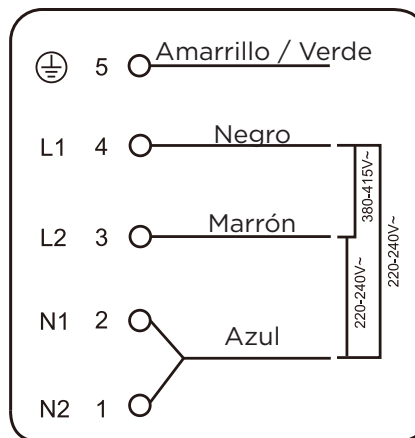 5 Amarrillo / Verde
L1 4 Negro
380-415V~
L2 3 Marrón
220-240V~
220-240V~
N1 2
Azul
N2 1